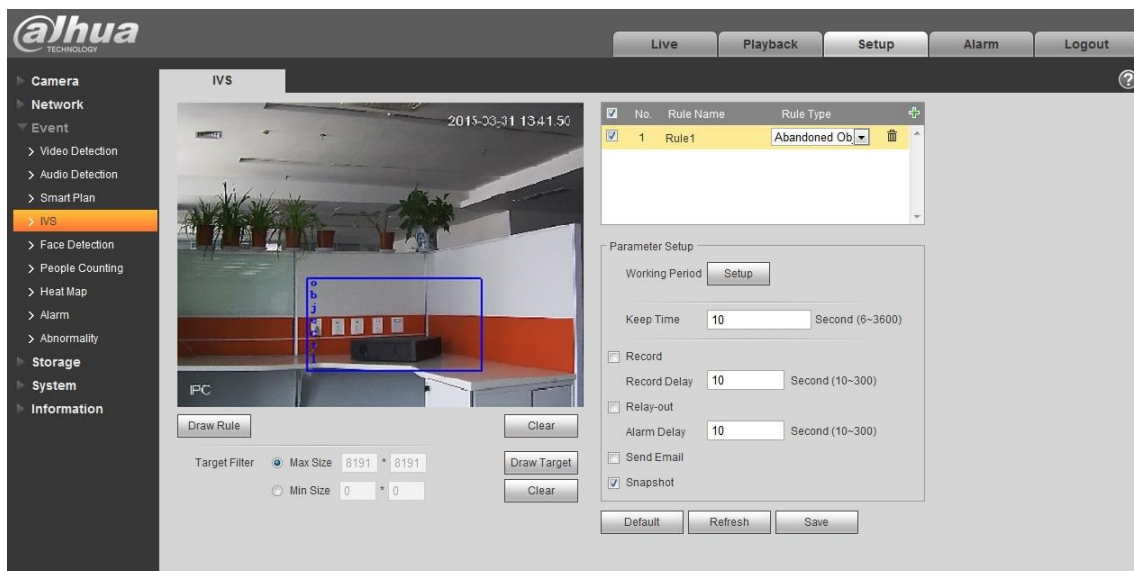 alhua
TECHNOLOGY
Live
Playback
Setup
Alarm
Logout
Camera
Network
Event
Video Detection
Audio Detection
Smart Plan
IVS
Face Detection
People Counting
Heat Map
Alarm
Abnormality
Storage
System
Information
IVS
2015-03-31 13:41:50
object1
IPC
Draw Rule
Clear
Target Filter Max Size 8191 * 8191 Draw Target
Min Size 0 * 0 Clear
No. Rule Name Rule Type
1 Rule1 Abandoned Ob
Parameter Setup
Working Period Setup
Keep Time 10 Second (6~3600)
Record
Record Delay 10 Second (10~300)
Relay-out
Alarm Delay 10 Second (10~300)
Send Email
Snapshot
Default Refresh Save
?